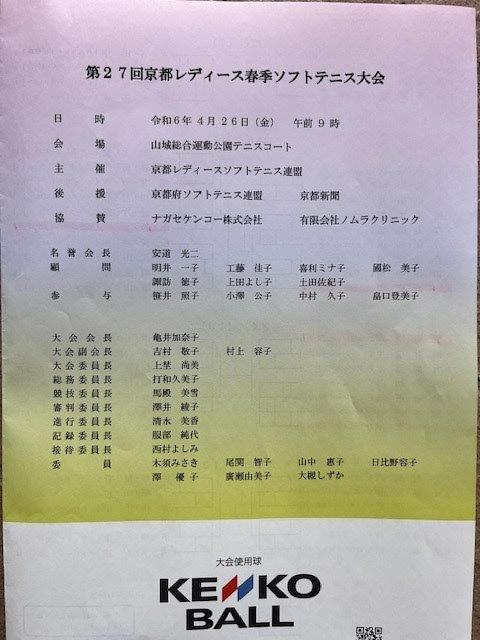 第27回京都レディース春季ソフトテニス大会
日 時 令和6年4月26日(金) 午前9時
会 場 山城総合運動公園テニスコート
主 催 京都レディースソフトテニス連盟
後 援 京都府ソフトテニス連盟 京都新聞
協 賛 ナガセケンコー株式会社 有限会社ノムラクリニック
名誉会長 安道 光二
顧 問 明井 一子 工藤 佳子 喜利ミナ子 國松 美子
諏訪 徳子 上田よし子 土田佐紀子
参 与 笹井 照子 小澤 公子 中村 久子 畠口登美子
大会会長 亀井加奈子
大会副会長 吉村 敬子 村上 容子
大会委員長 上埜 尚美
総務委員長 打和久美子
競技委員長 馬殿 美雪
審判委員長 澤井 綾子
進行委員長 清水 美香
記録委員長 服部 純代
接待委員長 西村よしみ
委 員 木須みさき 尾関 智子 山中 惠子 日比野容子
澤 優子 廣瀬由美子 大槻しずか
大会使用球
KENKO
BALL